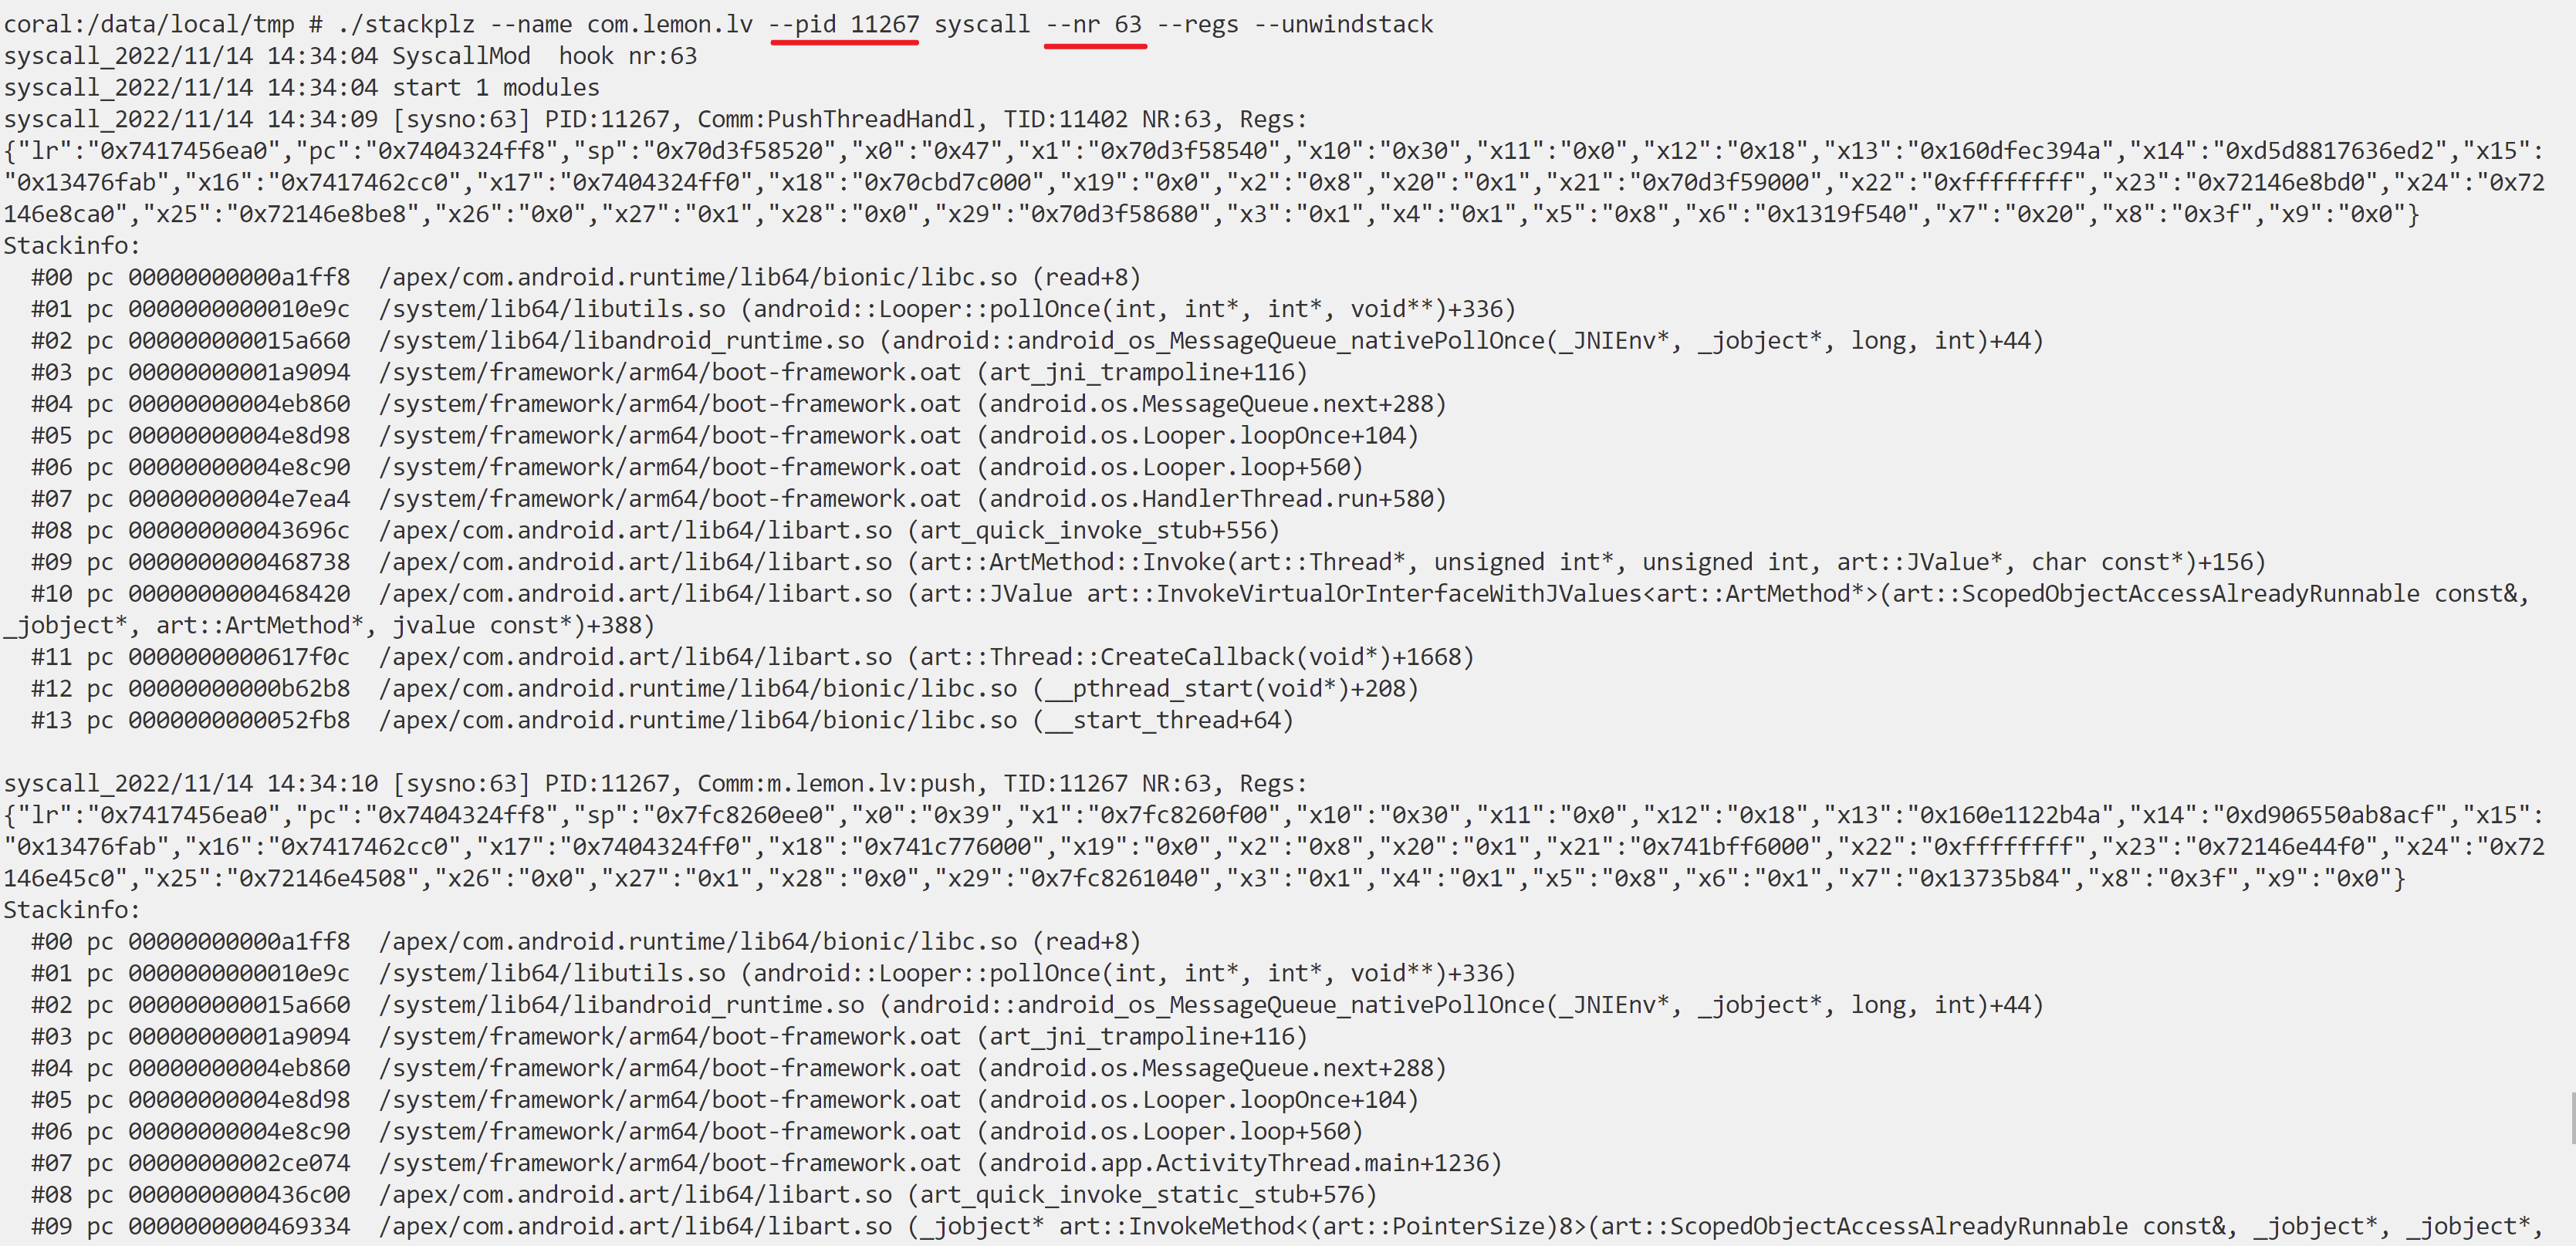 coral:/data/local/tmp # ./stackplz --name com.lemon.lv --pid 11267 syscall --nr 63 --regs --unwindstack
syscall_2022/11/14 14:34:04 SyscallMod  hook nr:63
syscall_2022/11/14 14:34:04 start 1 modules
syscall_2022/11/14 14:34:09 [sysno:63] PID:11267, Comm:PushThreadHandl, TID:11402 NR:63, Regs:
{"lr":"0x7417456ea0","pc":"0x7404324ff8","sp":"0x70d3f58520","x0":"0x47","x1":"0x70d3f58540","x10":"0x30","x11":"0x0","x12":"0x18","x13":"0x160dfec394a","x14":"0xd5d8817636ed2","x15":
"0x13476fab","x16":"0x7417462cc0","x17":"0x7404324ff0","x18":"0x70cbd7c000","x19":"0x0","x2":"0x8","x20":"0x1","x21":"0x70d3f59000","x22":"0xffffffff","x23":"0x72146e8bd0","x24":"0x72
146e8ca0","x25":"0x72146e8be8","x26":"0x0","x27":"0x1","x28":"0x0","x29":"0x70d3f58680","x3":"0x1","x4":"0x1","x5":"0x8","x6":"0x1319f540","x7":"0x20","x8":"0x3f","x9":"0x0"}
Stackinfo:
  #00 pc 00000000000a1ff8  /apex/com.android.runtime/lib64/bionic/libc.so (read+8)
  #01 pc 0000000000010e9c  /system/lib64/libutils.so (android::Looper::pollOnce(int, int*, int*, void**)+336)
  #02 pc 000000000015a660  /system/lib64/libandroid_runtime.so (android::android_os_MessageQueue_nativePollOnce(_JNIEnv*, _jobject*, long, int)+44)
  #03 pc 00000000001a9094  /system/framework/arm64/boot-framework.oat (art_jni_trampoline+116)
  #04 pc 00000000004eb860  /system/framework/arm64/boot-framework.oat (android.os.MessageQueue.next+288)
  #05 pc 00000000004e8d98  /system/framework/arm64/boot-framework.oat (android.os.Looper.loopOnce+104)
  #06 pc 00000000004e8c90  /system/framework/arm64/boot-framework.oat (android.os.Looper.loop+560)
  #07 pc 00000000004e7ea4  /system/framework/arm64/boot-framework.oat (android.os.HandlerThread.run+580)
  #08 pc 000000000043696c  /apex/com.android.art/lib64/libart.so (art_quick_invoke_stub+556)
  #09 pc 0000000000468738  /apex/com.android.art/lib64/libart.so (art::ArtMethod::Invoke(art::Thread*, unsigned int*, unsigned int, art::JValue*, char const*)+156)
  #10 pc 0000000000468420  /apex/com.android.art/lib64/libart.so (art::JValue art::InvokeVirtualOrInterfaceWithJValues<art::ArtMethod*>(art::ScopedObjectAccessAlreadyRunnable const&,
_jobject*, art::ArtMethod*, jvalue const*)+388)
  #11 pc 0000000000617f0c  /apex/com.android.art/lib64/libart.so (art::Thread::CreateCallback(void*)+1668)
  #12 pc 00000000000b62b8  /apex/com.android.runtime/lib64/bionic/libc.so (__pthread_start(void*)+208)
  #13 pc 0000000000052fb8  /apex/com.android.runtime/lib64/bionic/libc.so (__start_thread+64)
syscall_2022/11/14 14:34:10 [sysno:63] PID:11267, Comm:m.lemon.lv:push, TID:11267 NR:63, Regs:
{"lr":"0x7417456ea0","pc":"0x7404324ff8","sp":"0x7fc8260ee0","x0":"0x39","x1":"0x7fc8260f00","x10":"0x30","x11":"0x0","x12":"0x18","x13":"0x160e1122b4a","x14":"0xd906550ab8acf","x15":
"0x13476fab","x16":"0x7417462cc0","x17":"0x7404324ff0","x18":"0x741c776000","x19":"0x0","x2":"0x8","x20":"0x1","x21":"0x741bff6000","x22":"0xffffffff","x23":"0x72146e44f0","x24":"0x72
146e45c0","x25":"0x72146e4508","x26":"0x0","x27":"0x1","x28":"0x0","x29":"0x7fc8261040","x3":"0x1","x4":"0x1","x5":"0x8","x6":"0x1","x7":"0x13735b84","x8":"0x3f","x9":"0x0"}
Stackinfo:
  #00 pc 00000000000a1ff8  /apex/com.android.runtime/lib64/bionic/libc.so (read+8)
  #01 pc 0000000000010e9c  /system/lib64/libutils.so (android::Looper::pollOnce(int, int*, int*, void**)+336)
  #02 pc 000000000015a660  /system/lib64/libandroid_runtime.so (android::android_os_MessageQueue_nativePollOnce(_JNIEnv*, _jobject*, long, int)+44)
  #03 pc 00000000001a9094  /system/framework/arm64/boot-framework.oat (art_jni_trampoline+116)
  #04 pc 00000000004eb860  /system/framework/arm64/boot-framework.oat (android.os.MessageQueue.next+288)
  #05 pc 00000000004e8d98  /system/framework/arm64/boot-framework.oat (android.os.Looper.loopOnce+104)
  #06 pc 00000000004e8c90  /system/framework/arm64/boot-framework.oat (android.os.Looper.loop+560)
  #07 pc 00000000002ce074  /system/framework/arm64/boot-framework.oat (android.app.ActivityThread.main+1236)
  #08 pc 0000000000436c00  /apex/com.android.art/lib64/libart.so (art_quick_invoke_static_stub+576)
  #09 pc 0000000000469334  /apex/com.android.art/lib64/libart.so (_jobject* art::InvokeMethod<(art::PointerSize)8>(art::ScopedObjectAccessAlreadyRunnable const&, _jobject*, _jobject*,